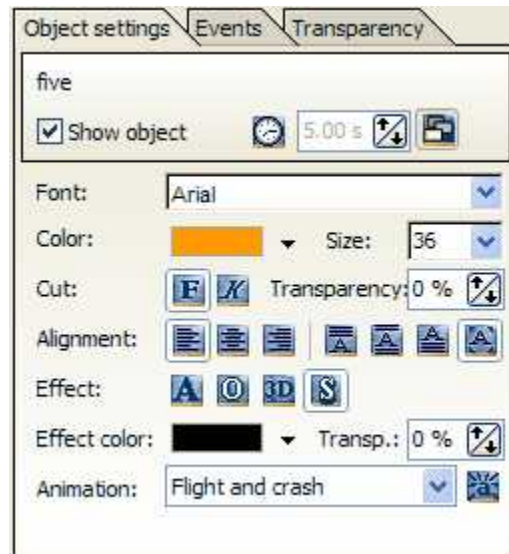 Object settings Events Transparency
five
Show object 5.00 s
Font: Arial
Color: Size: 36
Cut: F K Transparency: 0 %
Alignment: A A A A
Effect: A O 3D S
Effect color: Transp.: 0 %
Animation: Flight and crash a